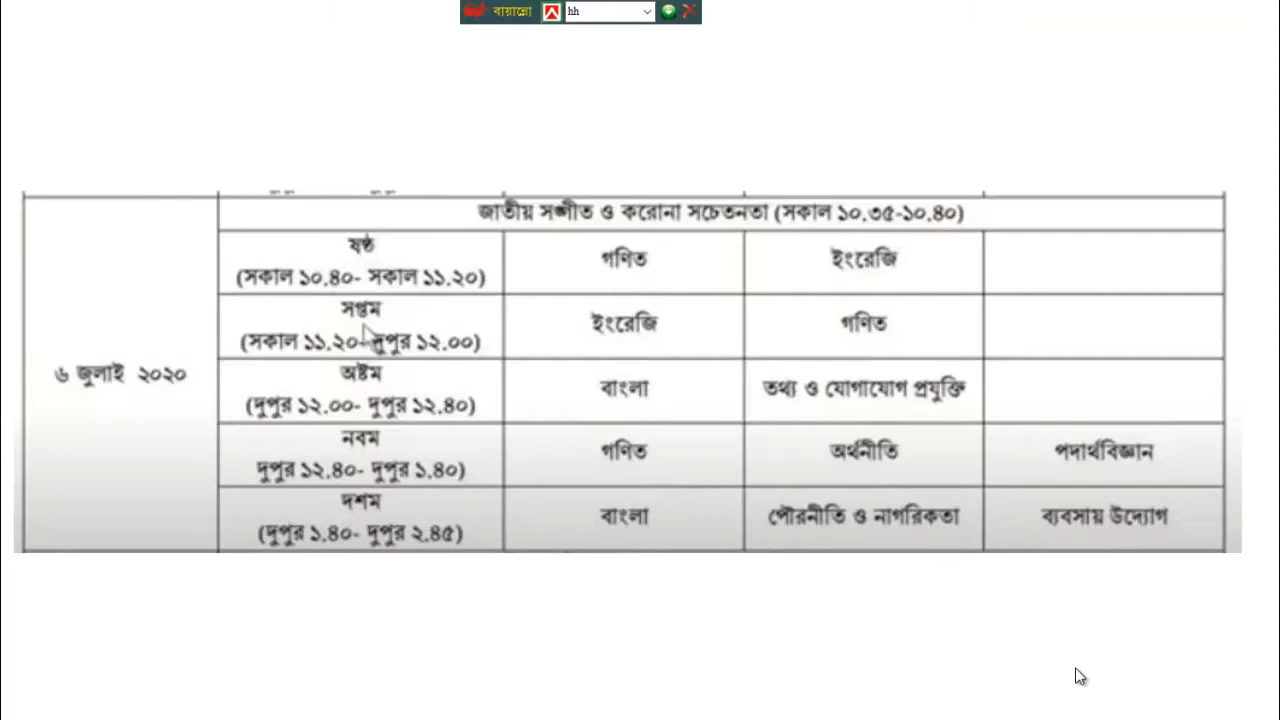 বায়ান্নো hh
জাতীয় সঙ্গীত ও করোনা সচেতনতা (সকাল ১০.৩৫-১০.৪০)
৬ জুলাই ২০২০
ষষ্ঠ
(সকাল ১০.৪০- সকাল ১১.২০)
গণিত
ইংরেজি
সপ্তম
(সকাল ১১.২০- দুপুর ১২.০০)
ইংরেজি
গণিত
অষ্টম
(দুপুর ১২.০০- দুপুর ১২.৪০)
বাংলা
তথ্য ও যোগাযোগ প্রযুক্তি
নবম
দুপুর ১২.৪০- দুপুর ১.৪০)
গণিত
অর্থনীতি
পদার্থবিজ্ঞান
দশম
(দুপুর ১.৪০- দুপুর ২.৪৫)
বাংলা
পৌরনীতি ও নাগরিকতা
ব্যবসায় উদ্যোগ